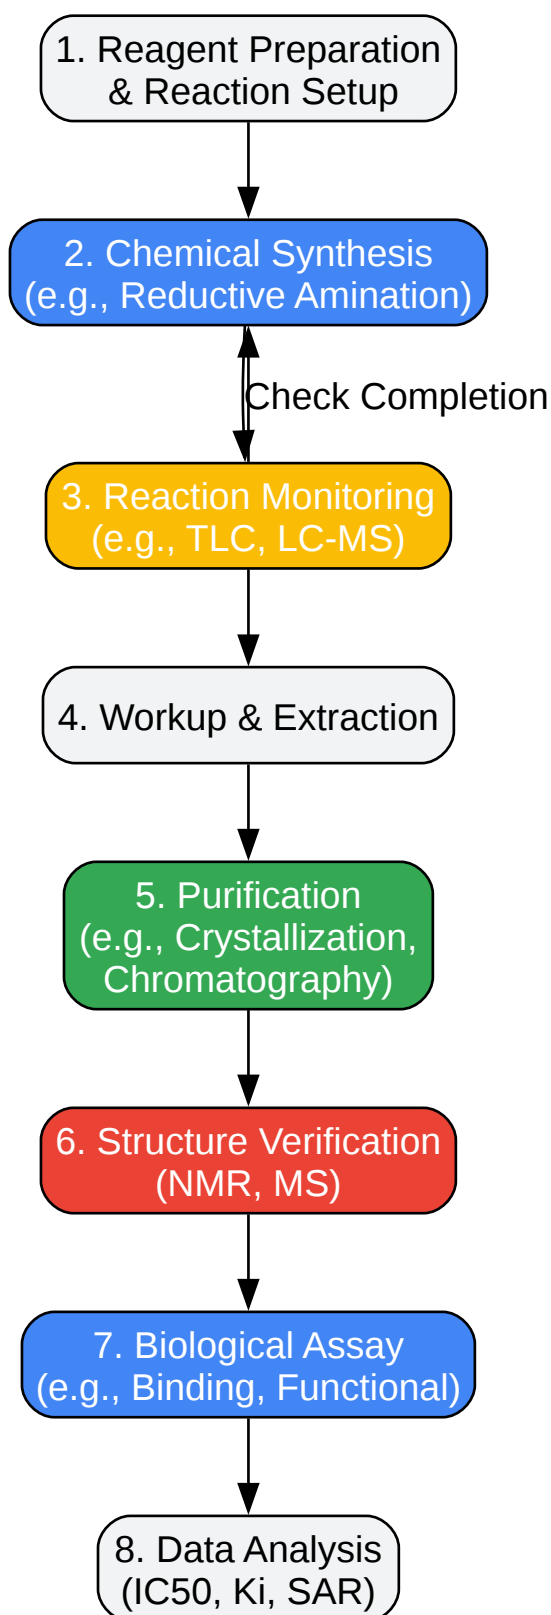 1. Reagent Preparation
& Reaction Setup
2. Chemical Synthesis
(e.g., Reductive Amination)
Check Completion
3. Reaction Monitoring
(e.g., TLC, LC-MS)
4. Workup & Extraction
5. Purification
(e.g., Crystallization,
Chromatography)
6. Structure Verification
(NMR, MS)
7. Biological Assay
(e.g., Binding, Functional)
8. Data Analysis
(IC50, Ki, SAR)